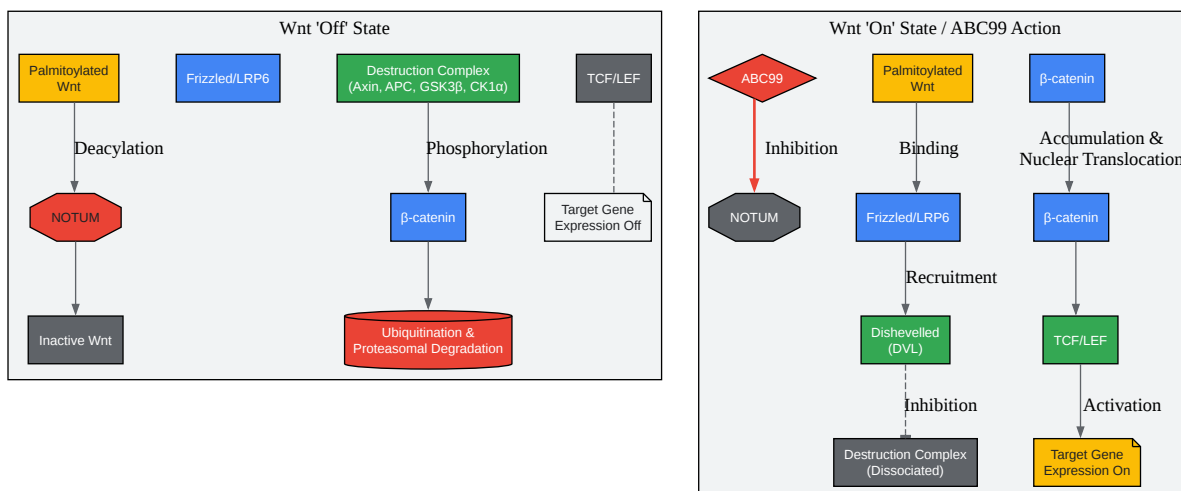 Wnt 'Off' State
Palmitoylated
Wnt
Frizzled/LRP6
Destruction Complex
(Axin, APC, GSK3β, CK1α)
TCF/LEF
Deacylation
Phosphorylation
NOTUM
β-catenin
Target Gene
Expression Off
Inactive Wnt
Ubiquitination &
Proteasomal Degradation
Wnt 'On' State / ABC99 Action
ABC99
Palmitoylated
Wnt
β-catenin
Inhibition
Binding
Accumulation &
Nuclear Translocation
NOTUM
Frizzled/LRP6
β-catenin
Recruitment
Dishevelled
(DVL)
TCF/LEF
Inhibition
Activation
Destruction Complex
(Dissociated)
Target Gene
Expression On